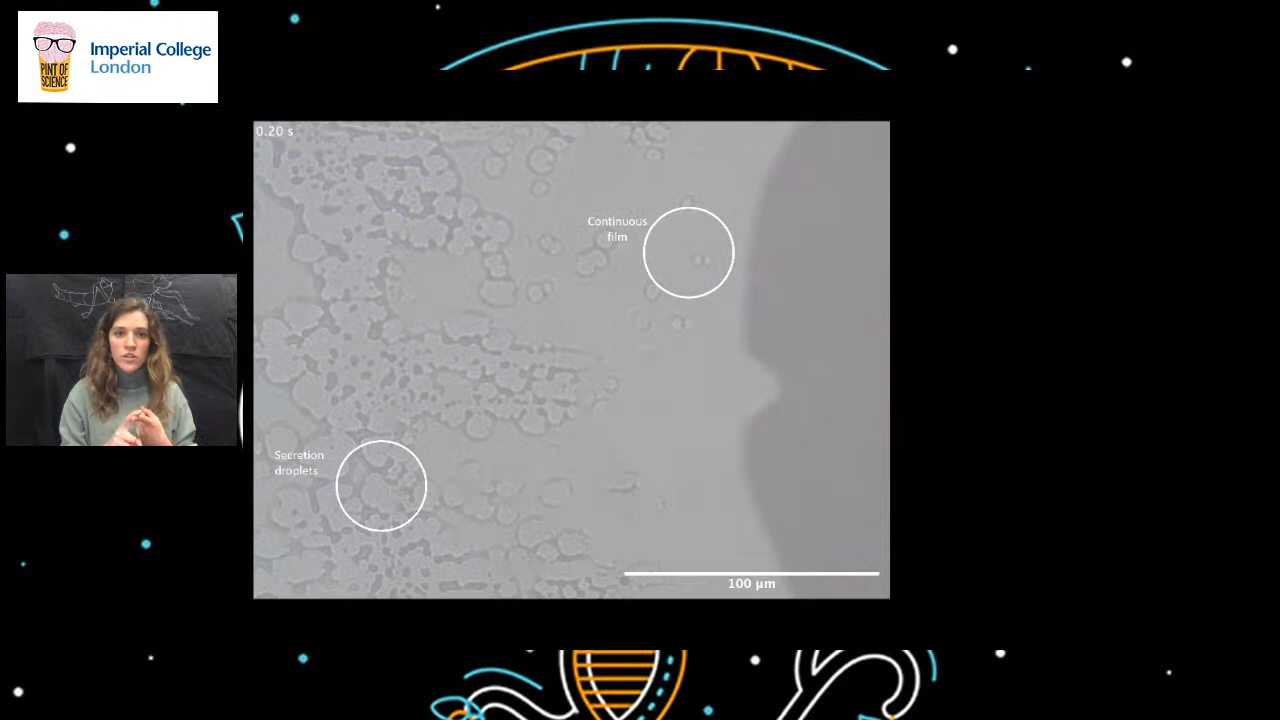 PINT OF
SCIENCE
Imperial College
London
0.20 s
Continuous
film
Secretion
droplets
100 µm